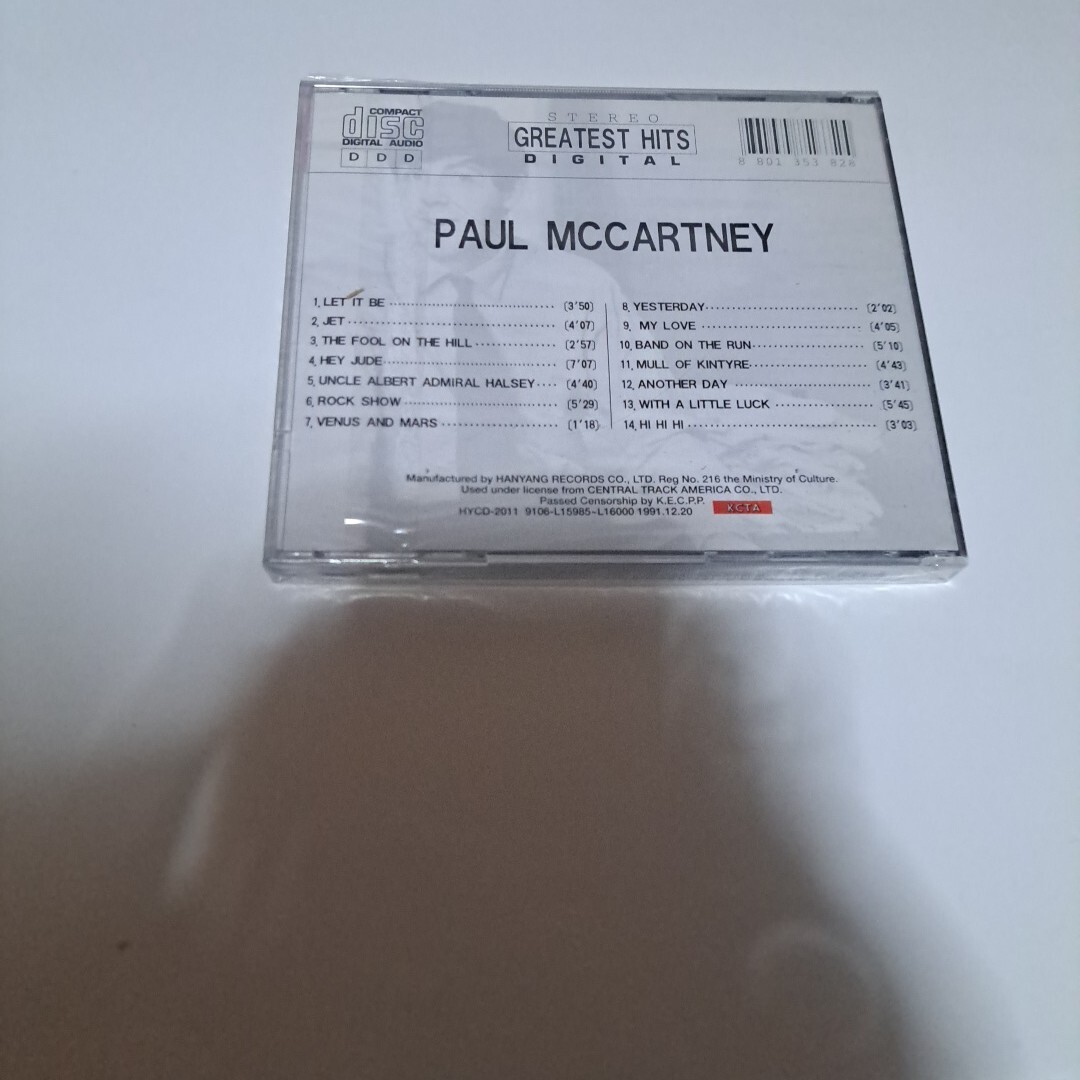 COMPACT
disc
DIGITAL AUDIO
D D D
STEREO
GREATEST HITS
DIGITAL
8 801 353 826
PAUL MCCARTNEY
1. LET IT BE (3'50)
2. JET (4'07)
3. THE FOOL ON THE HILL (2'57)
4. HEY JUDE (7'07)
5. UNCLE ALBERT ADMIRAL HALSEY (4'40)
6. ROCK SHOW (5'29)
7. VENUS AND MARS (1'18)
8. YESTERDAY (2'02)
9. MY LOVE (4'05)
10. BAND ON THE RUN (5'10)
11. MULL OF KINTYRE (4'43)
12. ANOTHER DAY (3'41)
13. WITH A LITTLE LUCK (5'45)
14. HI HI HI (3'03)
Manufactured by HANYANG RECORDS CO., LTD. Reg No. 216 the Ministry of Culture.
Used under license from CENTRAL TRACK AMERICA CO., LTD.
Passed Censorship by K.E.C.P.P. KCTA
HYCD-2011 9106-L15985~L16000 1991.12.20